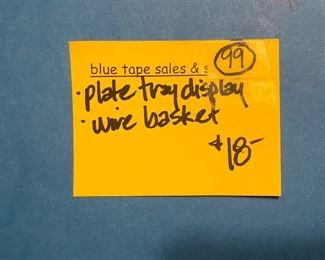 99
blue tape sales & s
• plate tray display
• wire basket
$18-